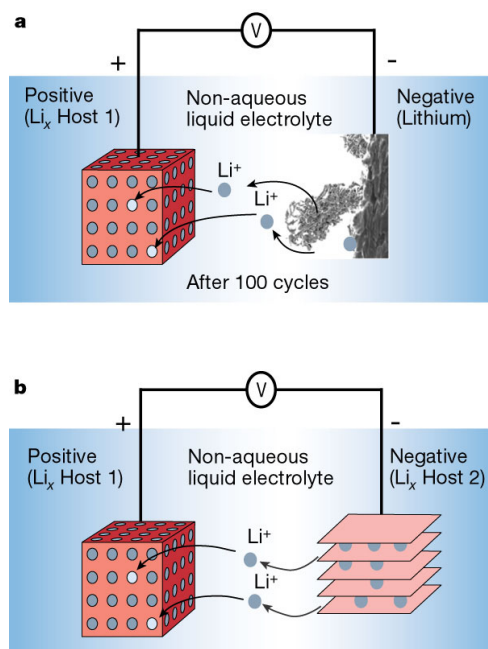 a
V
+
-
Positive
(Liₓ Host 1)
Non-aqueous
liquid electrolyte
Negative
(Lithium)
Li⁺
Li⁺
After 100 cycles
b
V
+
-
Positive
(Liₓ Host 1)
Non-aqueous
liquid electrolyte
Negative
(Liₓ Host 2)
Li⁺
Li⁺